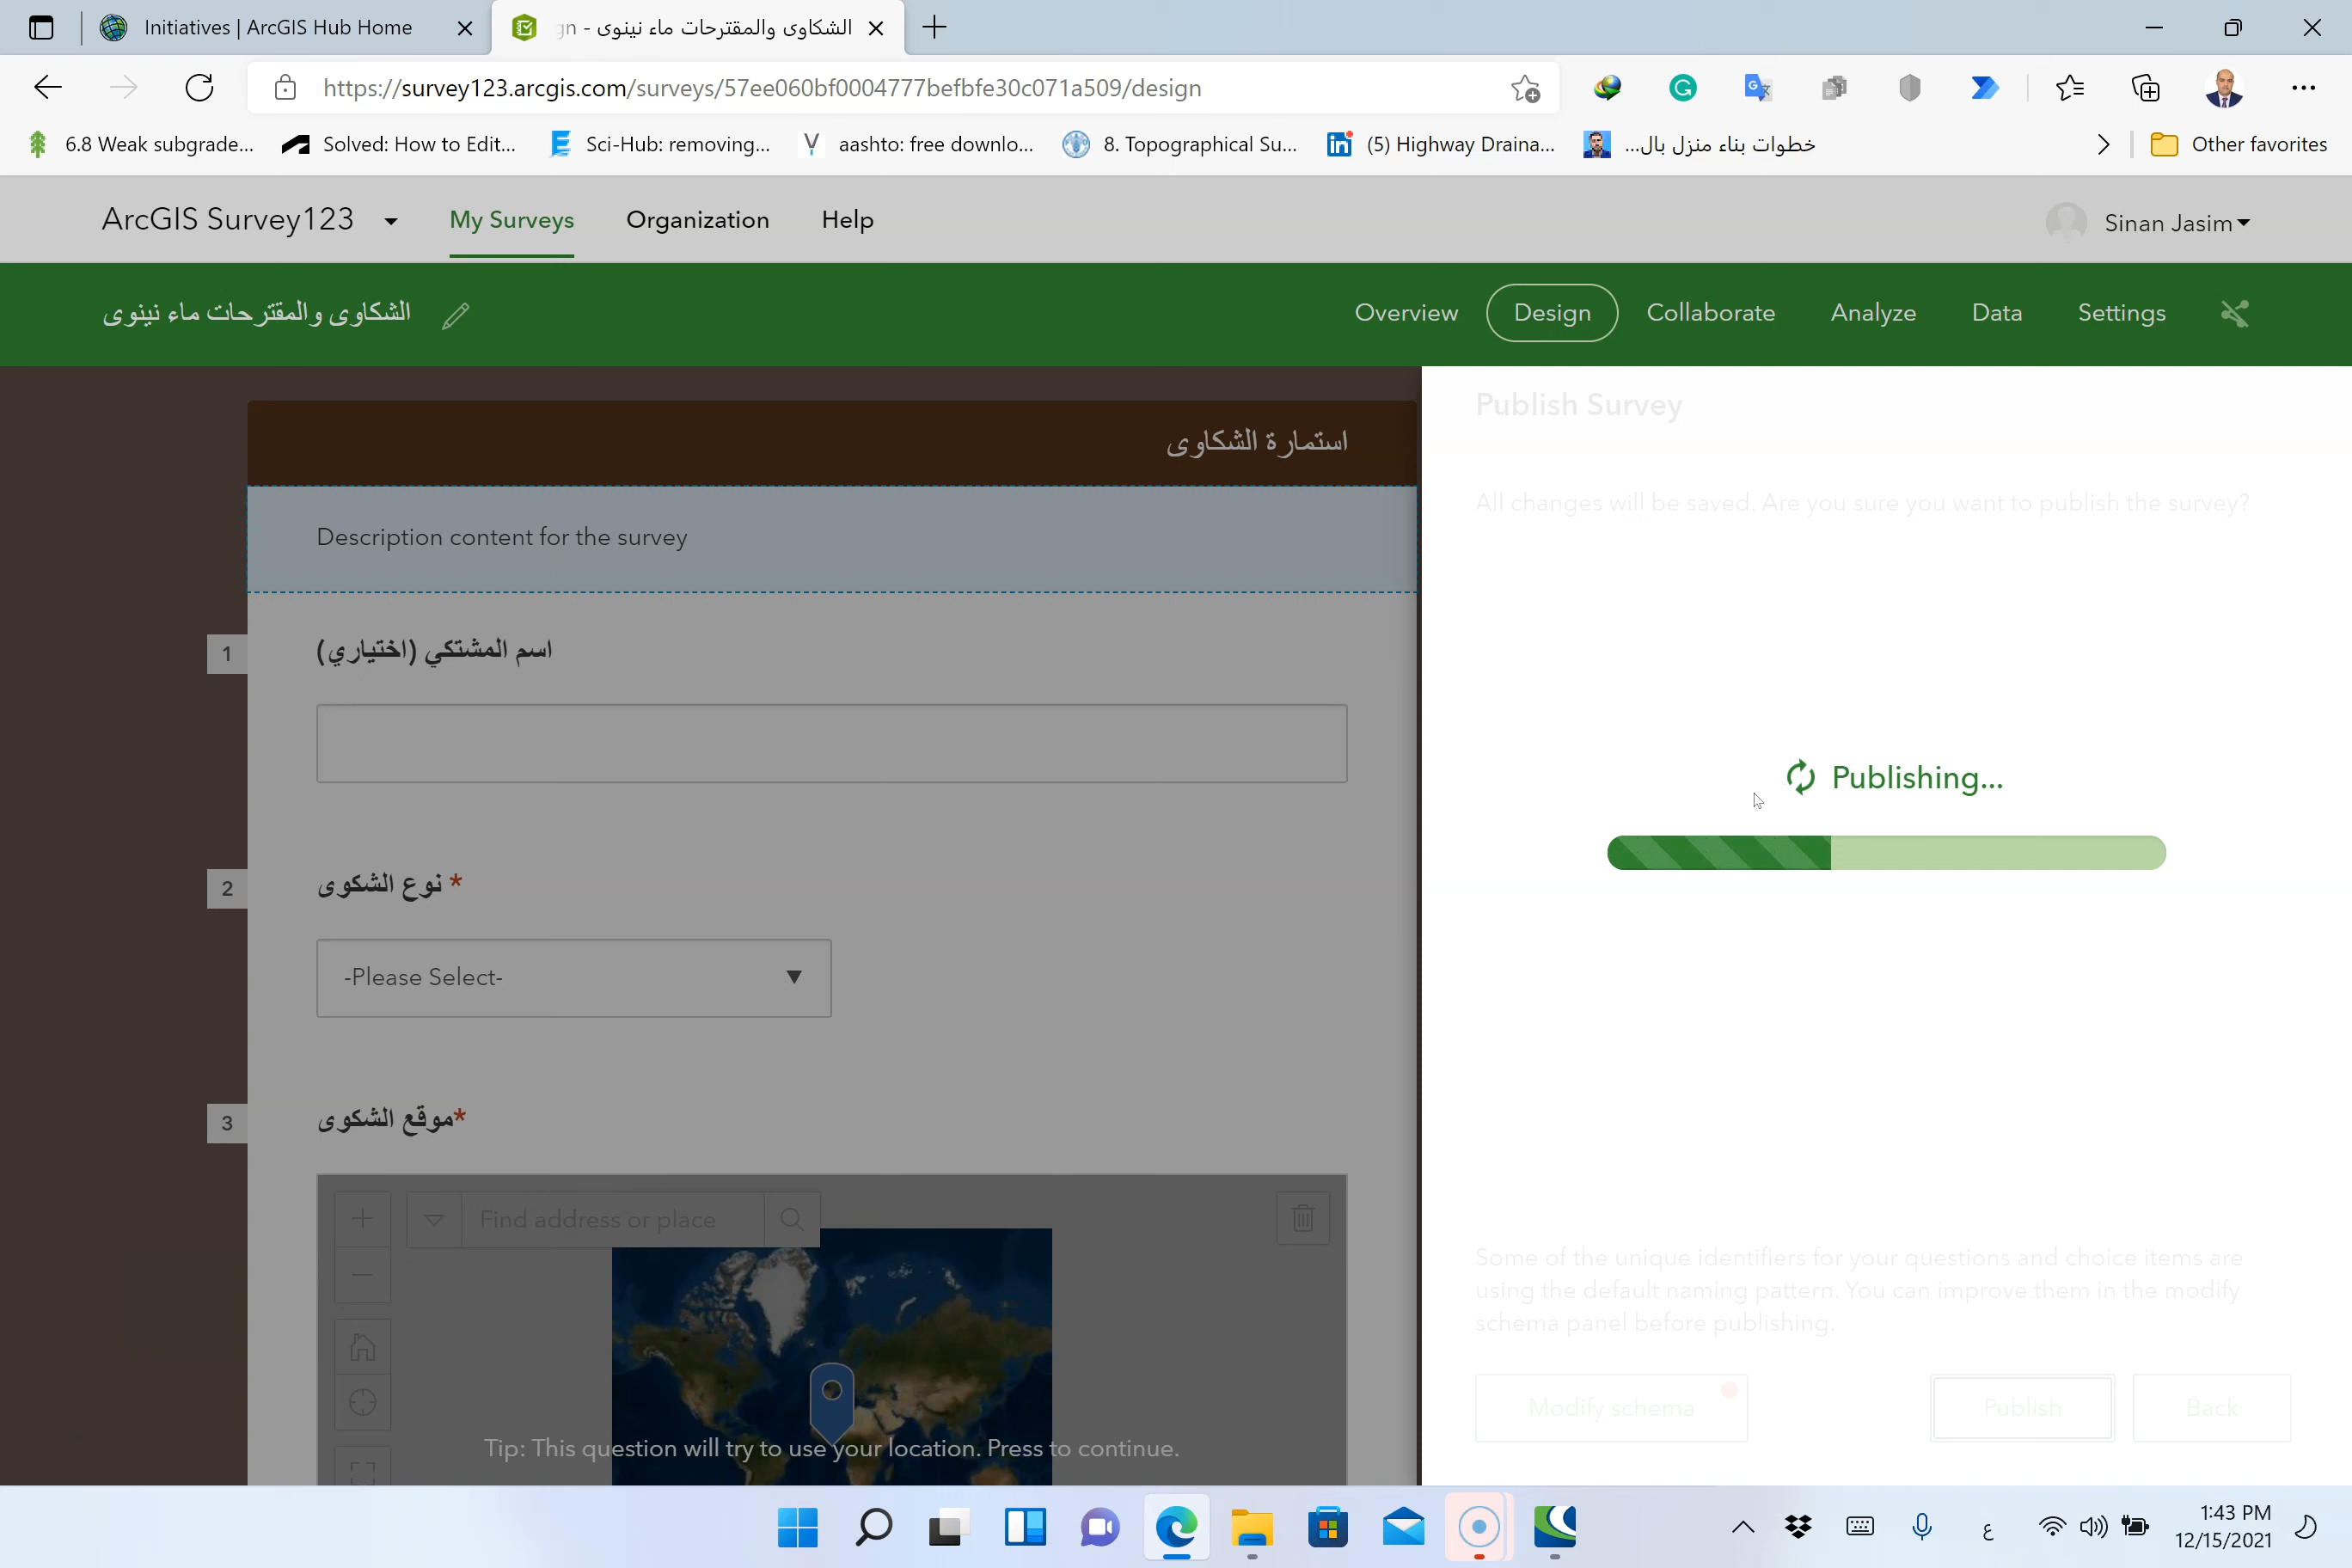 Initiatives | ArcGIS Hub Home
الشكاوى والمقترحات ماء نينوى - gn
https://survey123.arcgis.com/surveys/57ee060bf0004777befbfe30c071a509/design
6.8 Weak subgrade...
Solved: How to Edit...
Sci-Hub: removing...
aashto: free downlo...
8. Topographical Su...
(5) Highway Draina...
خطوات بناء منزل بال...
Other favorites
ArcGIS Survey123
My Surveys
Organization
Help
Sinan Jasim
الشكاوى والمقترحات ماء نينوى
Overview
Design
Collaborate
Analyze
Data
Settings
استمارة الشكاوى
Description content for the survey
1
اسم المشتكي (اختياري)
2
نوع الشكوى *
-Please Select-
3
موقع الشكوى*
Find address or place
Tip: This question will try to use your location. Press to continue.
Publish Survey
All changes will be saved. Are you sure you want to publish the survey?
Publishing...
Some of the unique identifiers for your questions and choice items are
using the default naming pattern. You can improve them in the modify
schema panel before publishing.
Modify schema
Publish
Back
ع
1:43 PM
12/15/2021